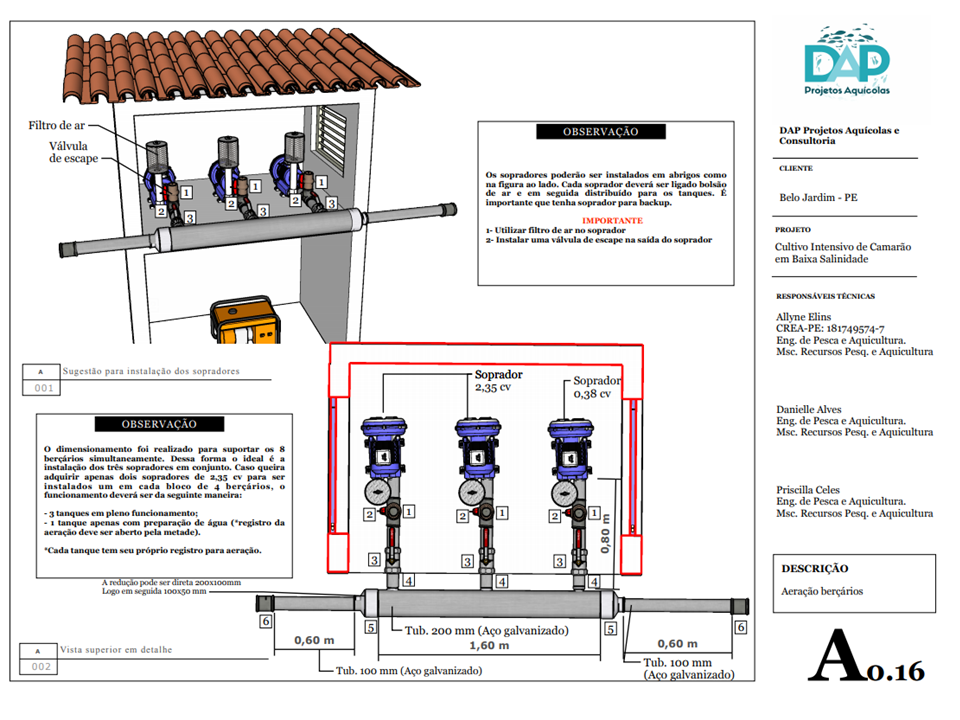 Filtro de ar
Válvula
de escape
1
2
3
1
2
3
1
2
3
OBSERVAÇÃO
Os sopradores poderão ser instalados em abrigos como
na figura ao lado. Cada soprador deverá ser ligado bolsão
de ar e em seguida distribuído para os tanques. É
importante que tenha soprador para backup.
IMPORTANTE
1- Utilizar filtro de ar no soprador
2- Instalar uma válvula de escape na saída do soprador
A
001
Sugestão para instalação dos sopradores
OBSERVAÇÃO
O dimensionamento foi realizado para suportar os 8
berçários simultaneamente. Dessa forma o ideal é a
instalação dos três sopradores em conjunto. Caso queira
adquirir apenas dois sopradores de 2,35 cv para ser
instalados um em cada bloco de 4 berçários, o
funcionamento deverá ser da seguinte maneira:
- 3 tanques em pleno funcionamento;
- 1 tanque apenas com preparação de água (*registro da
aeração deve ser aberto pela metade).
*Cada tanque tem seu próprio registro para aeração.
Soprador
2,35 cv
Soprador
0,38 cv
2
1
2
1
2
1
3
3
3
4
4
4
0,80 m
A redução pode ser direta 200x100mm
Logo em seguida 100x50 mm
6
5
5
6
Tub. 200 mm (Aço galvanizado)
0,60 m
1,60 m
0,60 m
Tub. 100 mm (Aço galvanizado)
Tub. 100 mm
(Aço galvanizado)
A
002
Vista superior em detalhe
DAP
Projetos Aquícolas
DAP Projetos Aquícolas e
Consultoria
CLIENTE
Belo Jardim - PE
PROJETO
Cultivo Intensivo de Camarão
em Baixa Salinidade
RESPONSÁVEIS TÉCNICAS
Allyne Elins
CREA-PE: 181749574-7
Eng. de Pesca e Aquicultura.
Msc. Recursos Pesq. e Aquicultura
Danielle Alves
Eng. de Pesca e Aquicultura.
Msc. Recursos Pesq. e Aquicultura
Priscilla Celes
Eng. de Pesca e Aquicultura.
Msc. Recursos Pesq. e Aquicultura
DESCRIÇÃO
Aeração berçários
A0.16